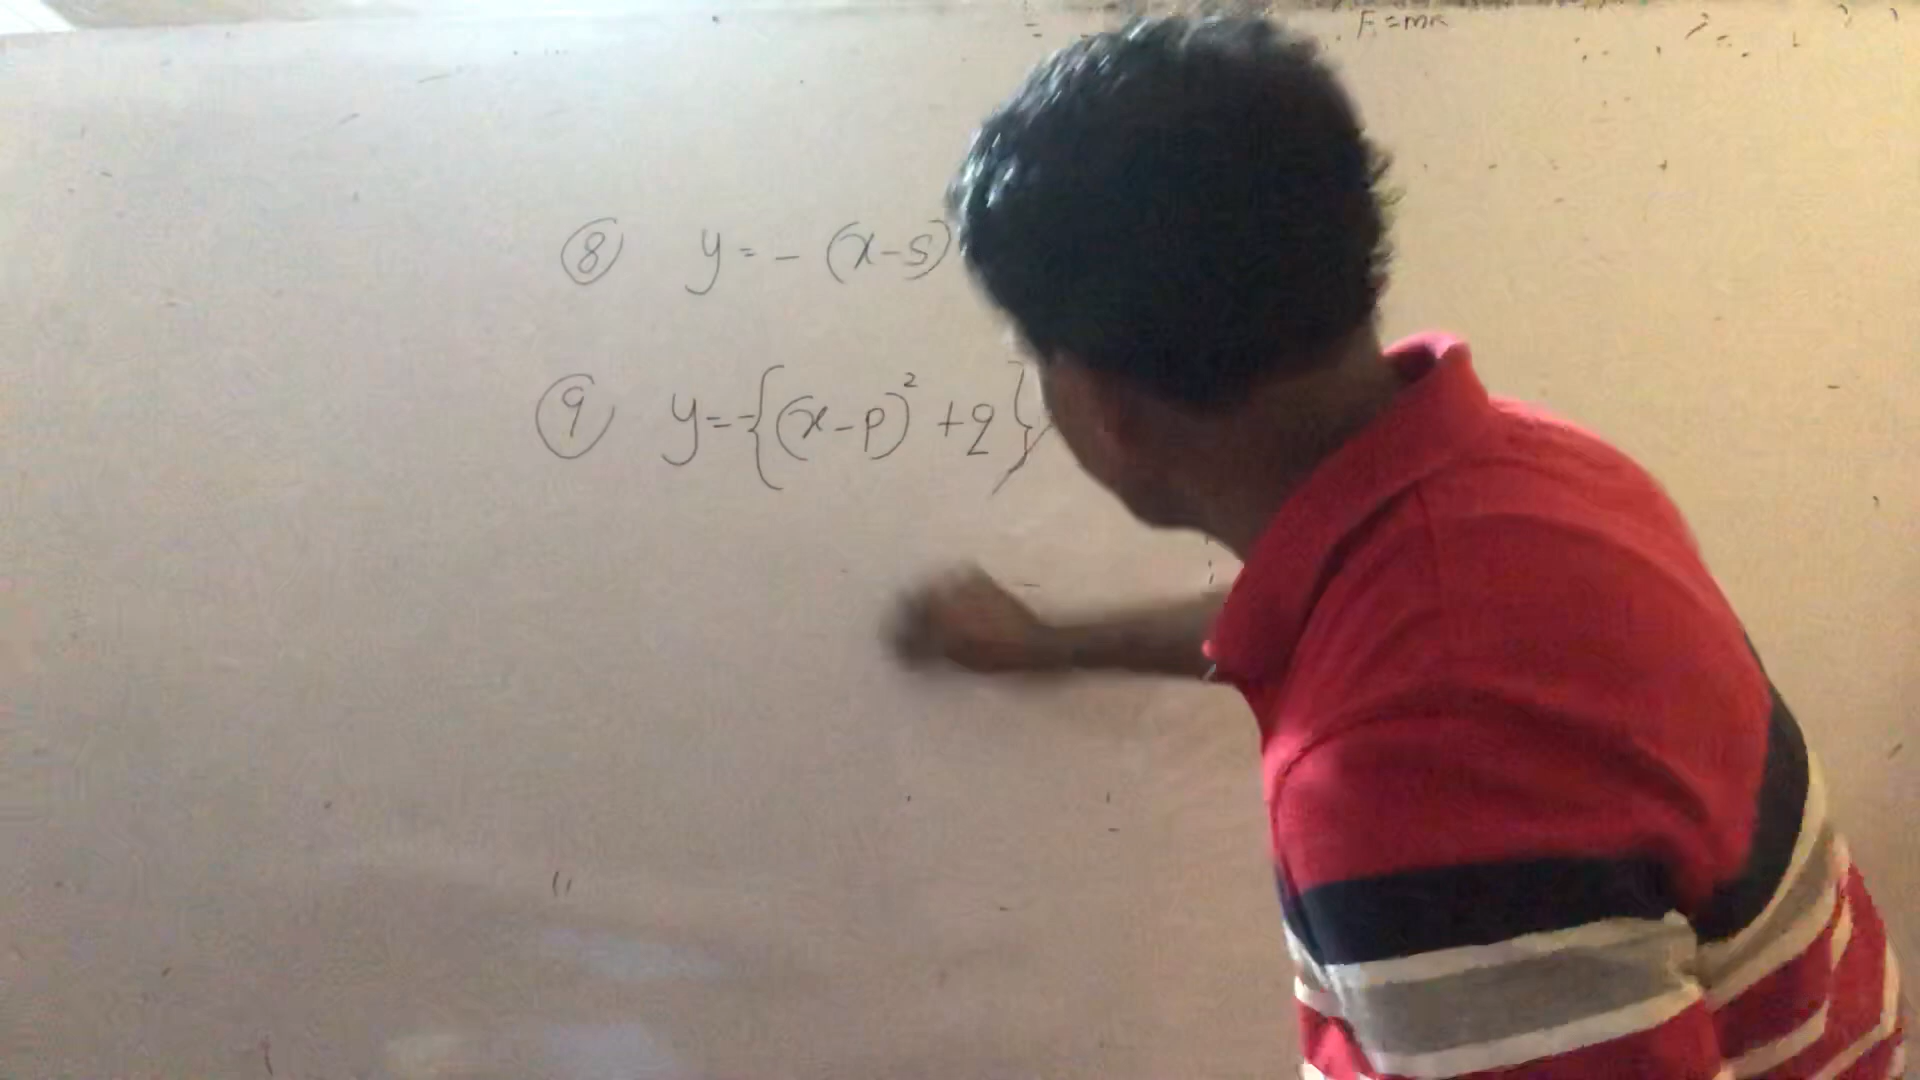 F = ma
⑧ y = - (x-5)
⑨ y = -{(x-p)² + q}